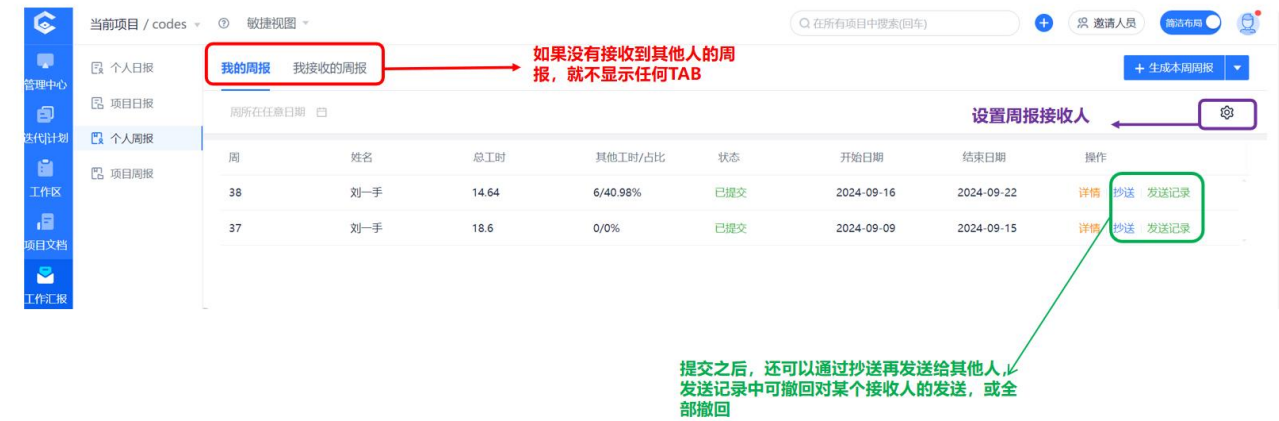 当前项目 / codes
敏捷视图
在所有项目中搜索(回车)
邀请人员
简洁布局
管理中心
迭代计划
工作区
项目文档
工作汇报
个人日报
项目日报
个人周报
项目周报
我的周报 我接收的周报
如果没有接收到其他人的周
报，就不显示任何TAB
+ 生成本周周报
周所在任意日期
设置周报接收人
周 姓名 总工时 其他工时/占比 状态 开始日期 结束日期 操作
38 刘一手 14.64 6/40.98% 已提交 2024-09-16 2024-09-22 详情 抄送 发送记录
37 刘一手 18.6 0/0% 已提交 2024-09-09 2024-09-15 详情 抄送 发送记录
提交之后，还可以通过抄送再发送给其他人，
发送记录中可撤回对某个接收人的发送，或全
部撤回